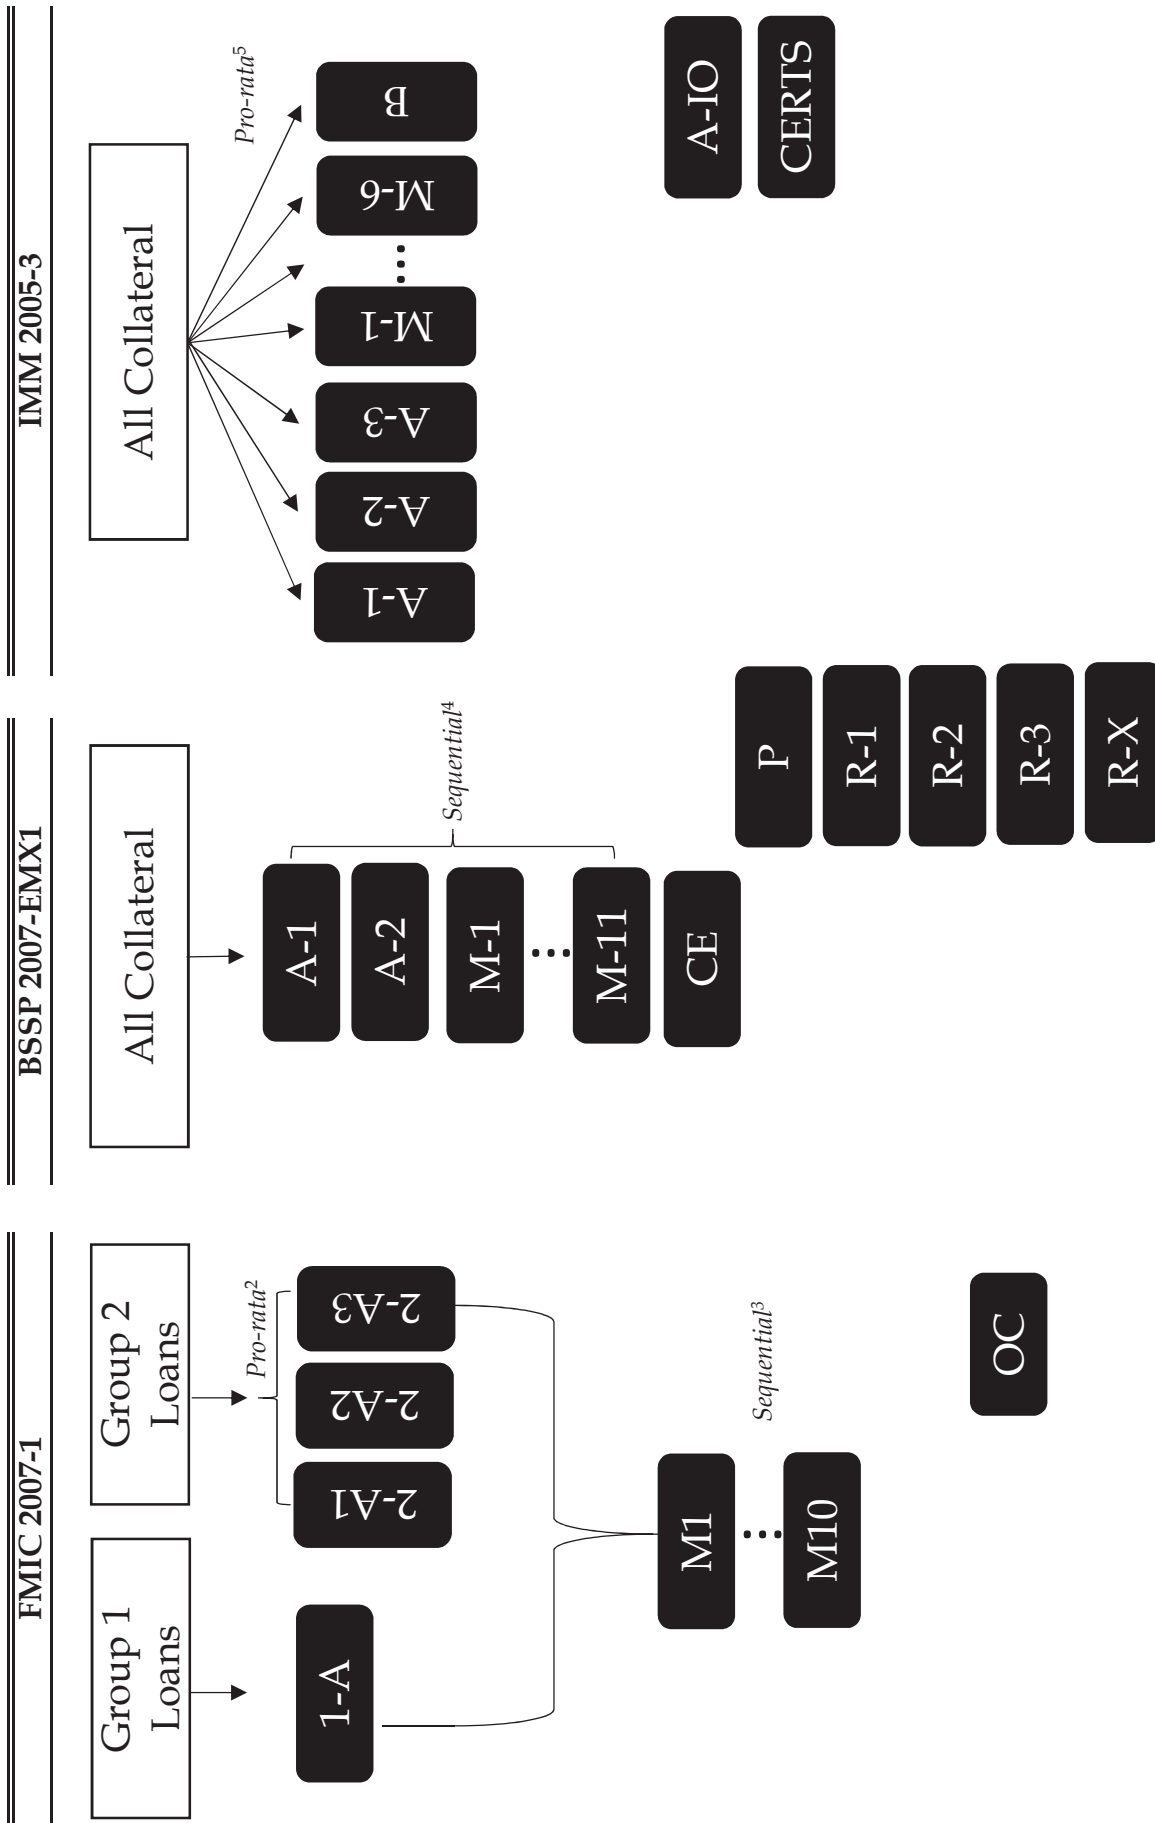 FMIC 2007-1
Group 1
Loans
Group 2
Loans
Pro-rata²
1-A
2-A1
2-A2
2-A3
M1
M10
Sequential³
OC
BSSP 2007-EMX1
All Collateral
A-1
A-2
M-1
M-11
Sequential⁴
CE
P
R-1
R-2
R-3
R-X
IMM 2005-3
All Collateral
Pro-rata⁵
A-1
A-2
A-3
M-1
M-6
B
A-IO
CERTS